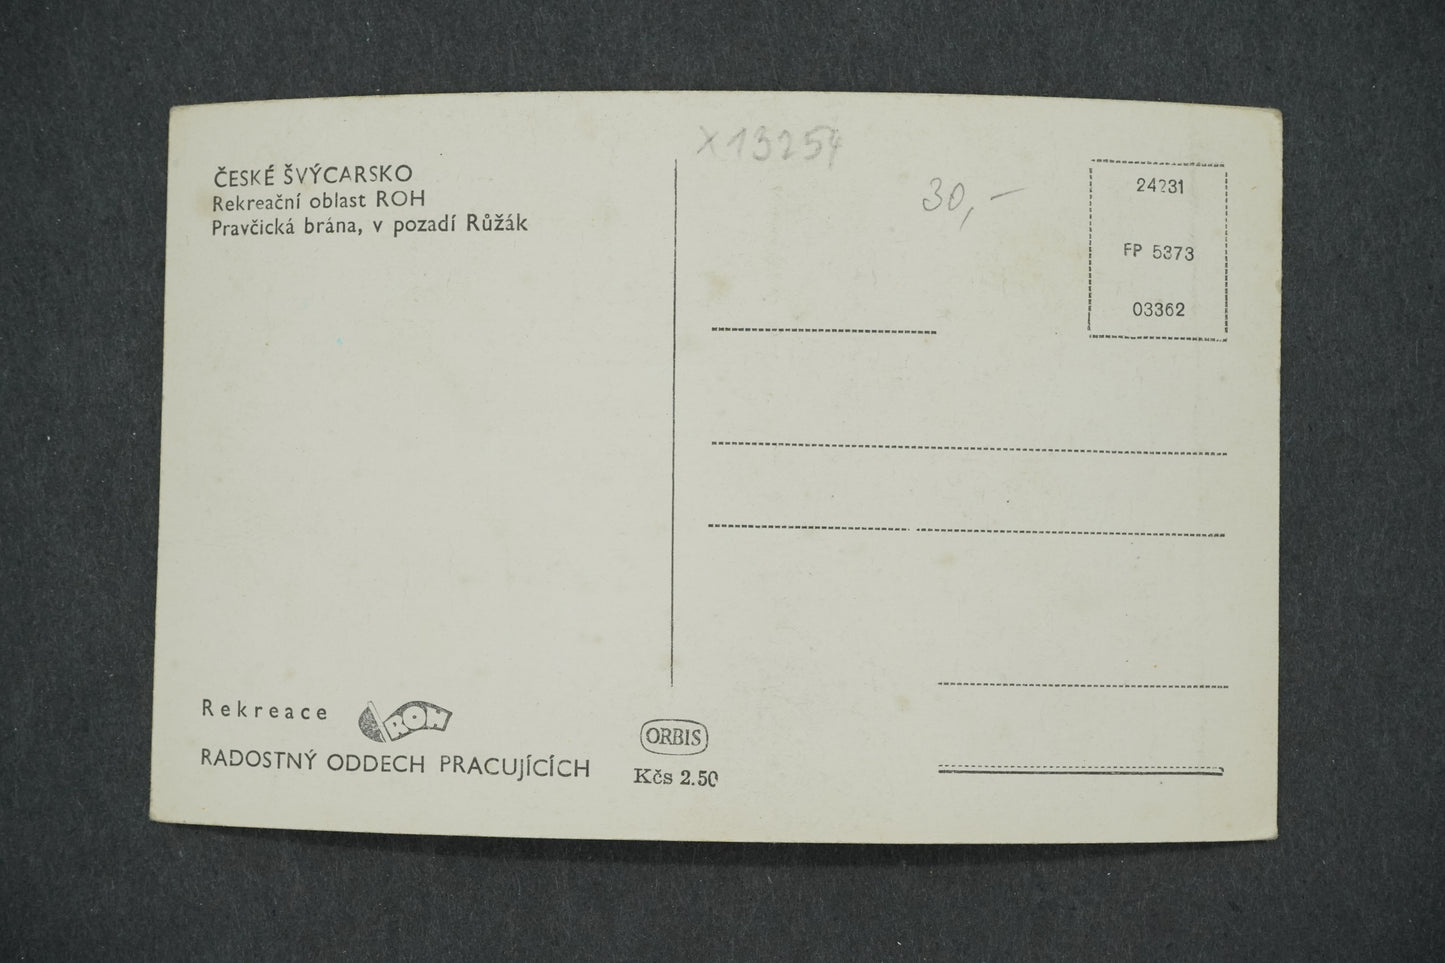 ČESKÉ ŠVÝCARSKO
Rekreační oblast ROH
Pravčická brána, v pozadí Růžák
X 13254
30,-
24231
FP 5373
03362
Rekreace ROH
RADOSTNÝ ODDECH PRACUJÍCÍCH
ORBIS
Kčs 2.50